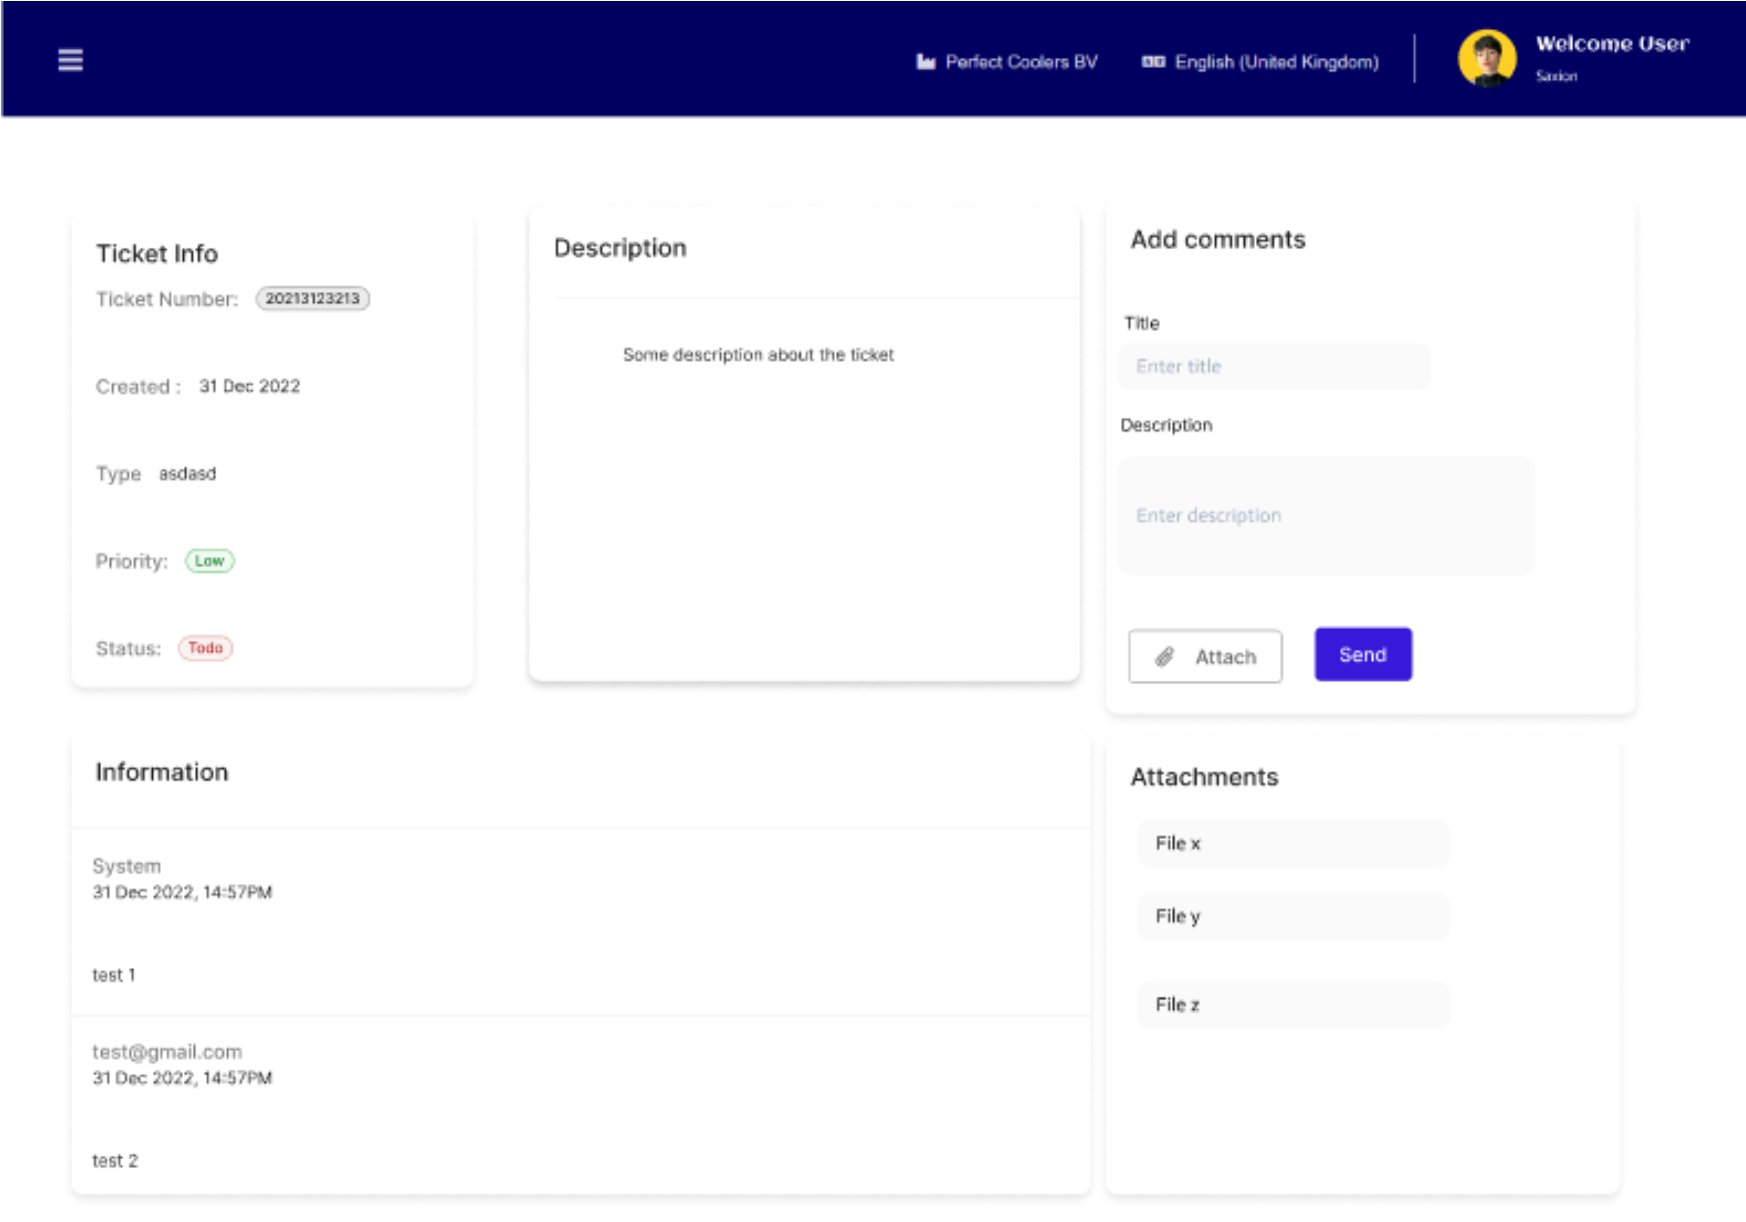 Perfect Coolers BV
English (United Kingdom)
Welcome User
Saxion
Ticket Info
Ticket Number: 20213123213
Created : 31 Dec 2022
Type asdasd
Priority: Low
Status: Todo
Description
Some description about the ticket
Add comments
Title
Enter title
Description
Enter description
Attach
Send
Information
System
31 Dec 2022, 14:57PM
test 1
test@gmail.com
31 Dec 2022, 14:57PM
test 2
Attachments
File x
File y
File z